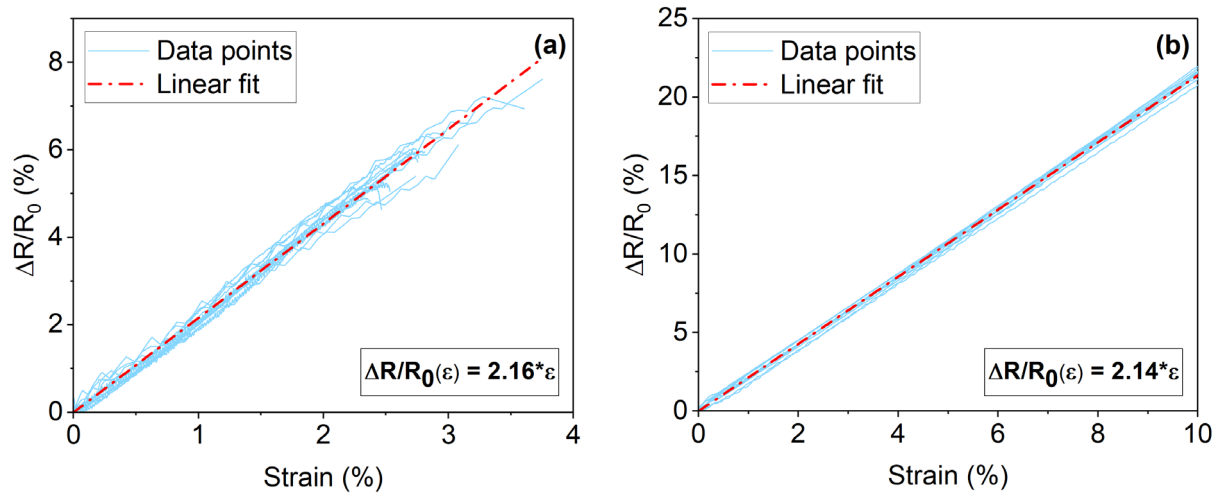 (a)
Data points
Linear fit
8
6
4
2
0
ΔR/R0 (%)
ΔR/R0(ε) = 2.16*ε
0 1 2 3 4
Strain (%)
(b)
Data points
Linear fit
25
20
15
10
5
0
ΔR/R0 (%)
ΔR/R0(ε) = 2.14*ε
0 2 4 6 8 10
Strain (%)